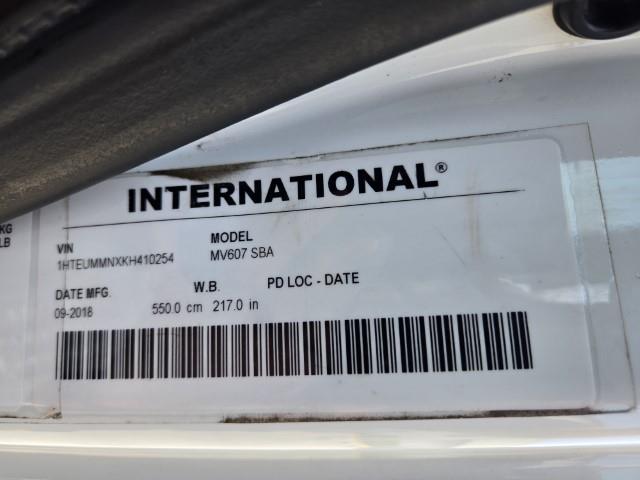 KG
LB
INTERNATIONAL®
VIN MODEL
1HTEUMMNXKH410254 MV607 SBA
DATE MFG. W.B. PD LOC - DATE
09-2018 550.0 cm 217.0 in